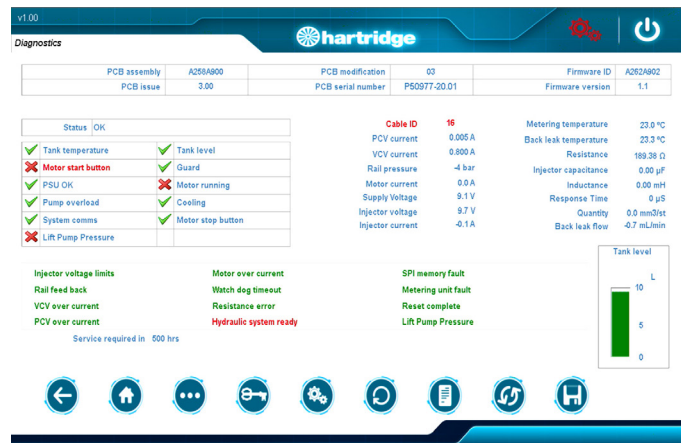 v1.00
Diagnostics
hartridge
PCB assembly A258A900 PCB modification 03 Firmware ID A262A902
PCB issue 3.00 PCB serial number P50977-20.01 Firmware version 1.1
Status OK
Tank temperature Tank level
Motor start button Guard
PSU OK Motor running
Pump overload Cooling
System comms Motor stop button
Lift Pump Pressure
Cable ID 16
PCV current 0.005 A
VCV current 0.800 A
Rail pressure -4 bar
Motor current 0.0 A
Supply Voltage 9.1 V
Injector voltage 9.7 V
Injector current -0.1 A
Metering temperature 23.0 ºC
Back leak temperature 23.3 ºC
Resistance 189.38 Ω
Injector capacitance 0.00 µF
Inductance 0.00 mH
Response Time 0 µS
Quantity 0.0 mm3/st
Back leak flow -0.7 mL/min
Injector voltage limits Motor over current SPI memory fault
Rail feed back Watch dog timeout Metering unit fault
VCV over current Resistance error Reset complete
PCV over current Hydraulic system ready Lift Pump Pressure
Service required in 500 hrs
Tank level
L
10
5
0